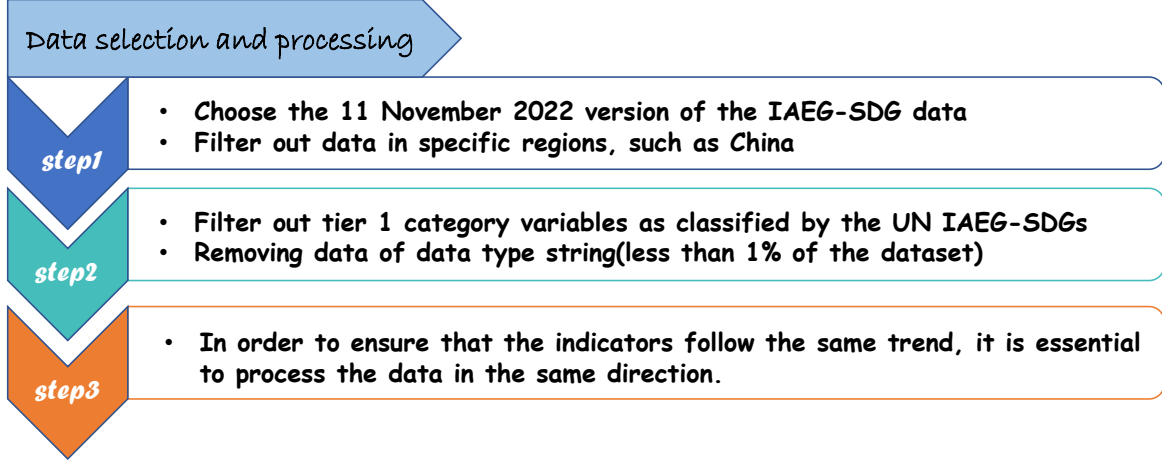 Data selection and processing
step1
• Choose the 11 November 2022 version of the IAEG-SDG data
• Filter out data in specific regions, such as China
step2
• Filter out tier 1 category variables as classified by the UN IAEG-SDGs
• Removing data of data type string(less than 1% of the dataset)
step3
• In order to ensure that the indicators follow the same trend, it is essential
to process the data in the same direction.